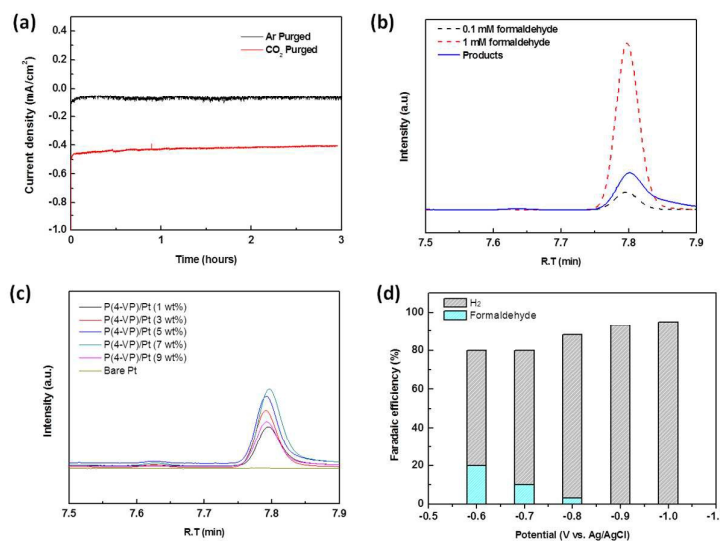 (a)
Ar Purged
CO2 Purged
0.4
0.2
0.0
-0.2
-0.4
-0.6
-0.8
-1.0
0
1
2
3
Current density (mA/cm2)
Time (hours)
(b)
0.1 mM formaldehyde
1 mM formaldehyde
Products
Intensity (a.u)
7.5
7.6
7.7
7.8
7.9
R.T (min)
(c)
P(4-VP)/Pt (1 wt%)
P(4-VP)/Pt (3 wt%)
P(4-VP)/Pt (5 wt%)
P(4-VP)/Pt (7 wt%)
P(4-VP)/Pt (9 wt%)
Bare Pt
Intensity (a.u.)
7.5
7.6
7.7
7.8
7.9
R.T (min)
(d)
H2
Formaldehyde
100
80
60
40
20
0
Faradaic efficiency (%)
-0.5
-0.6
-0.7
-0.8
-0.9
-1.0
-1.
Potential (V vs. Ag/AgCl)